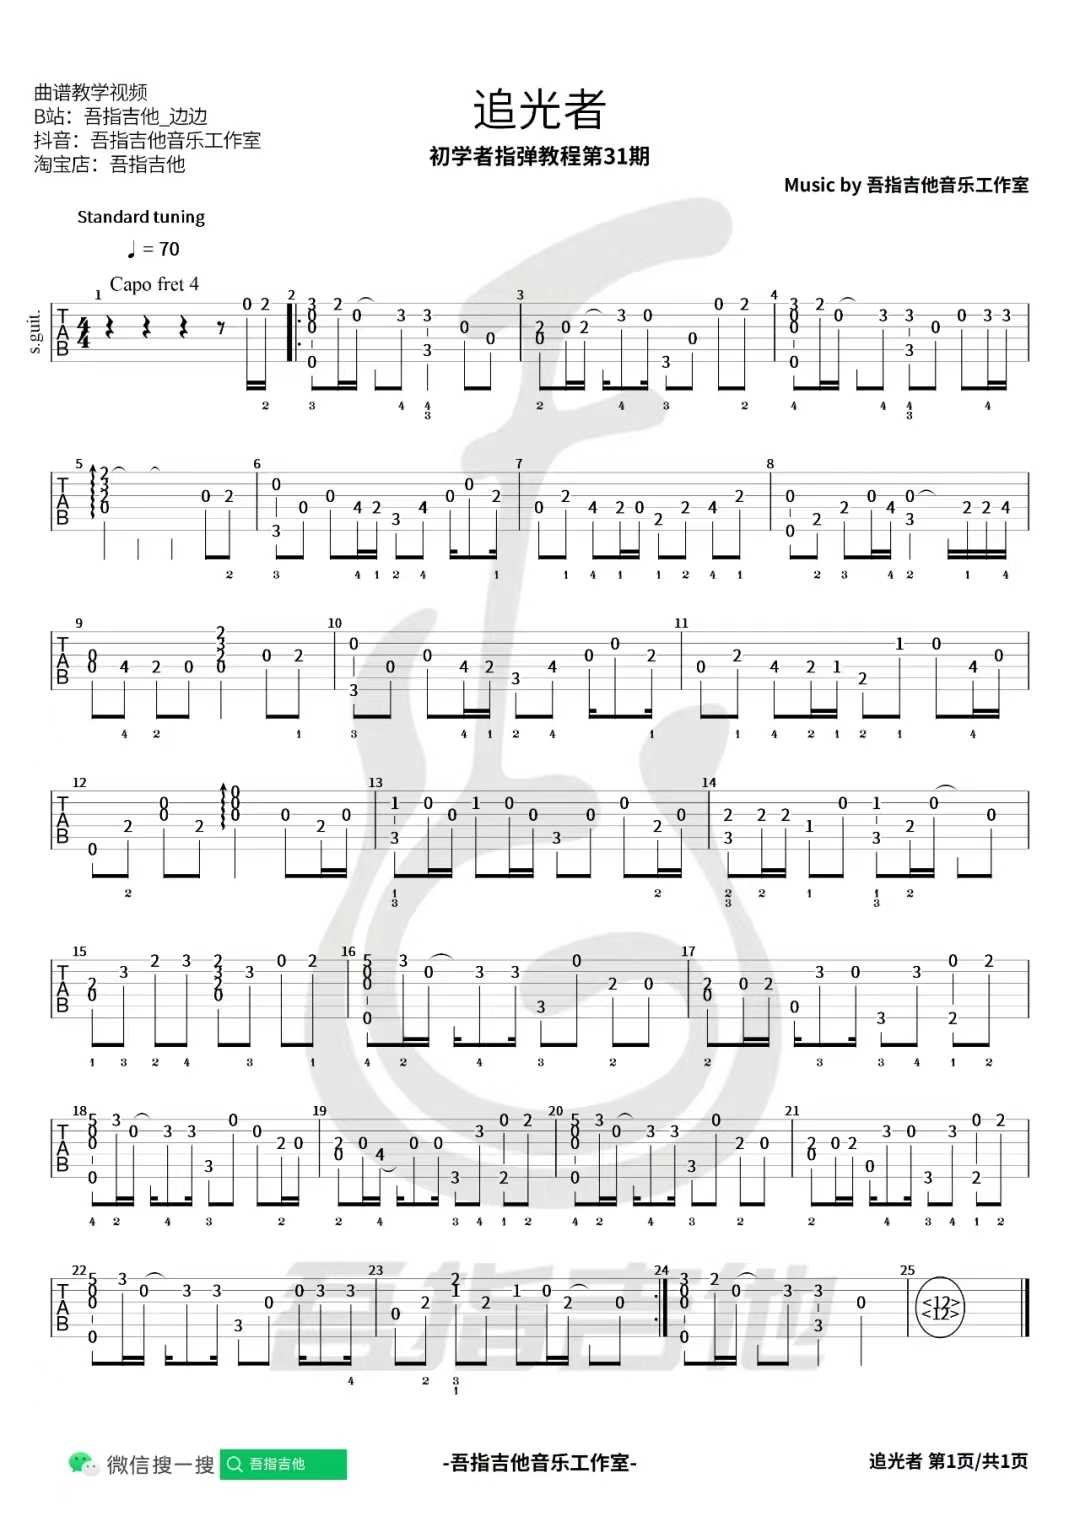 曲谱教学视频
B站：吾指吉他_边边
抖音：吾指吉他音乐工作室
淘宝店：吾指吉他
追光者
初学者指弹教程第31期
Music by 吾指吉他音乐工作室
Standard tuning
♩ = 70
Capo fret 4
s.guit.
吾指吉他
微信搜一搜
吾指吉他
-吾指吉他音乐工作室-
追光者 第1页/共1页